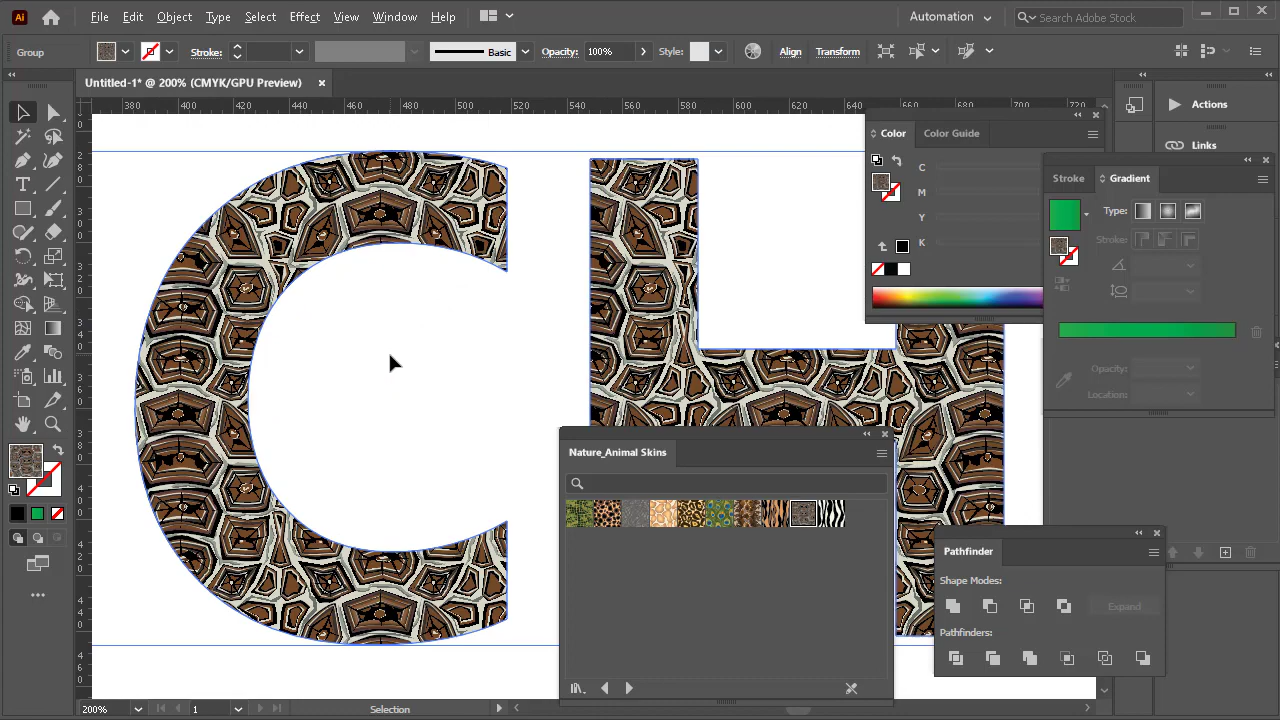 Ai
File Edit Object Type Select Effect View Window Help
Automation
Search Adobe Stock
Group
Stroke:
Basic
Opacity: 100%
Style:
Align
Transform
Untitled-1* @ 200% (CMYK/GPU Preview)
380 400 420 440 460 480 500 520 540 560 580 600 620 640 660 680 700 720
Color Color Guide
C
M
Y
K
Actions
Links
Stroke Gradient
Type:
Stroke:
Opacity:
Location:
CH
Nature_Animal Skins
Pathfinder
Shape Modes:
Expand
Pathfinders:
200%
1
Selection